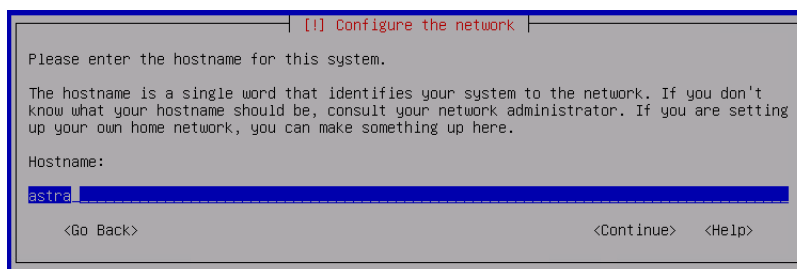 [!] Configure the network
Please enter the hostname for this system.
The hostname is a single word that identifies your system to the network. If you don't
know what your hostname should be, consult your network administrator. If you are setting
up your own home network, you can make something up here.
Hostname:
astra
<Go Back> <Continue> <Help>